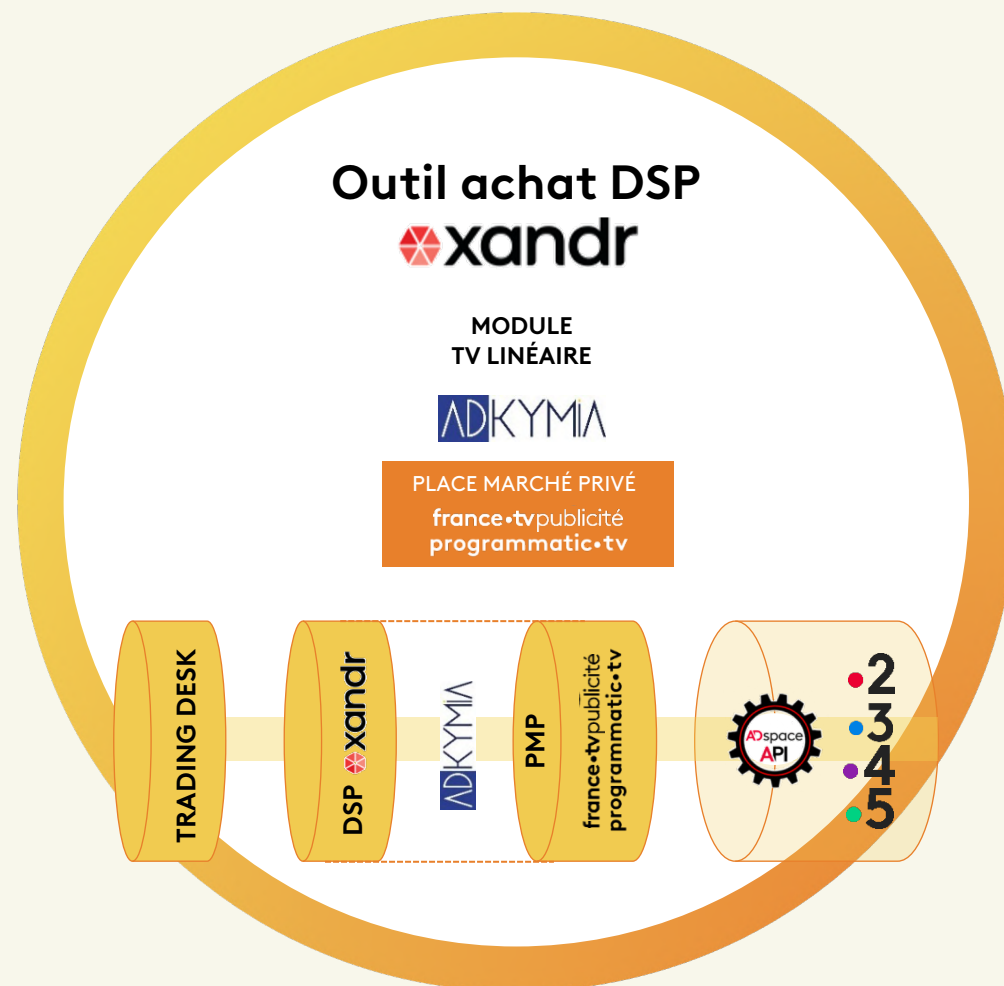 Outil achat DSP
xandr
MODULE
TV LINÉAIRE
ADKYMIA
PLACE MARCHÉ PRIVÉ
france•tvpublicité
programmatic•tv
TRADING DESK
DSP xandr
ADKYMIA
PMP
france•tvpublicité
programmatic•tv
ADspace
API
•2
•3
•4
•5